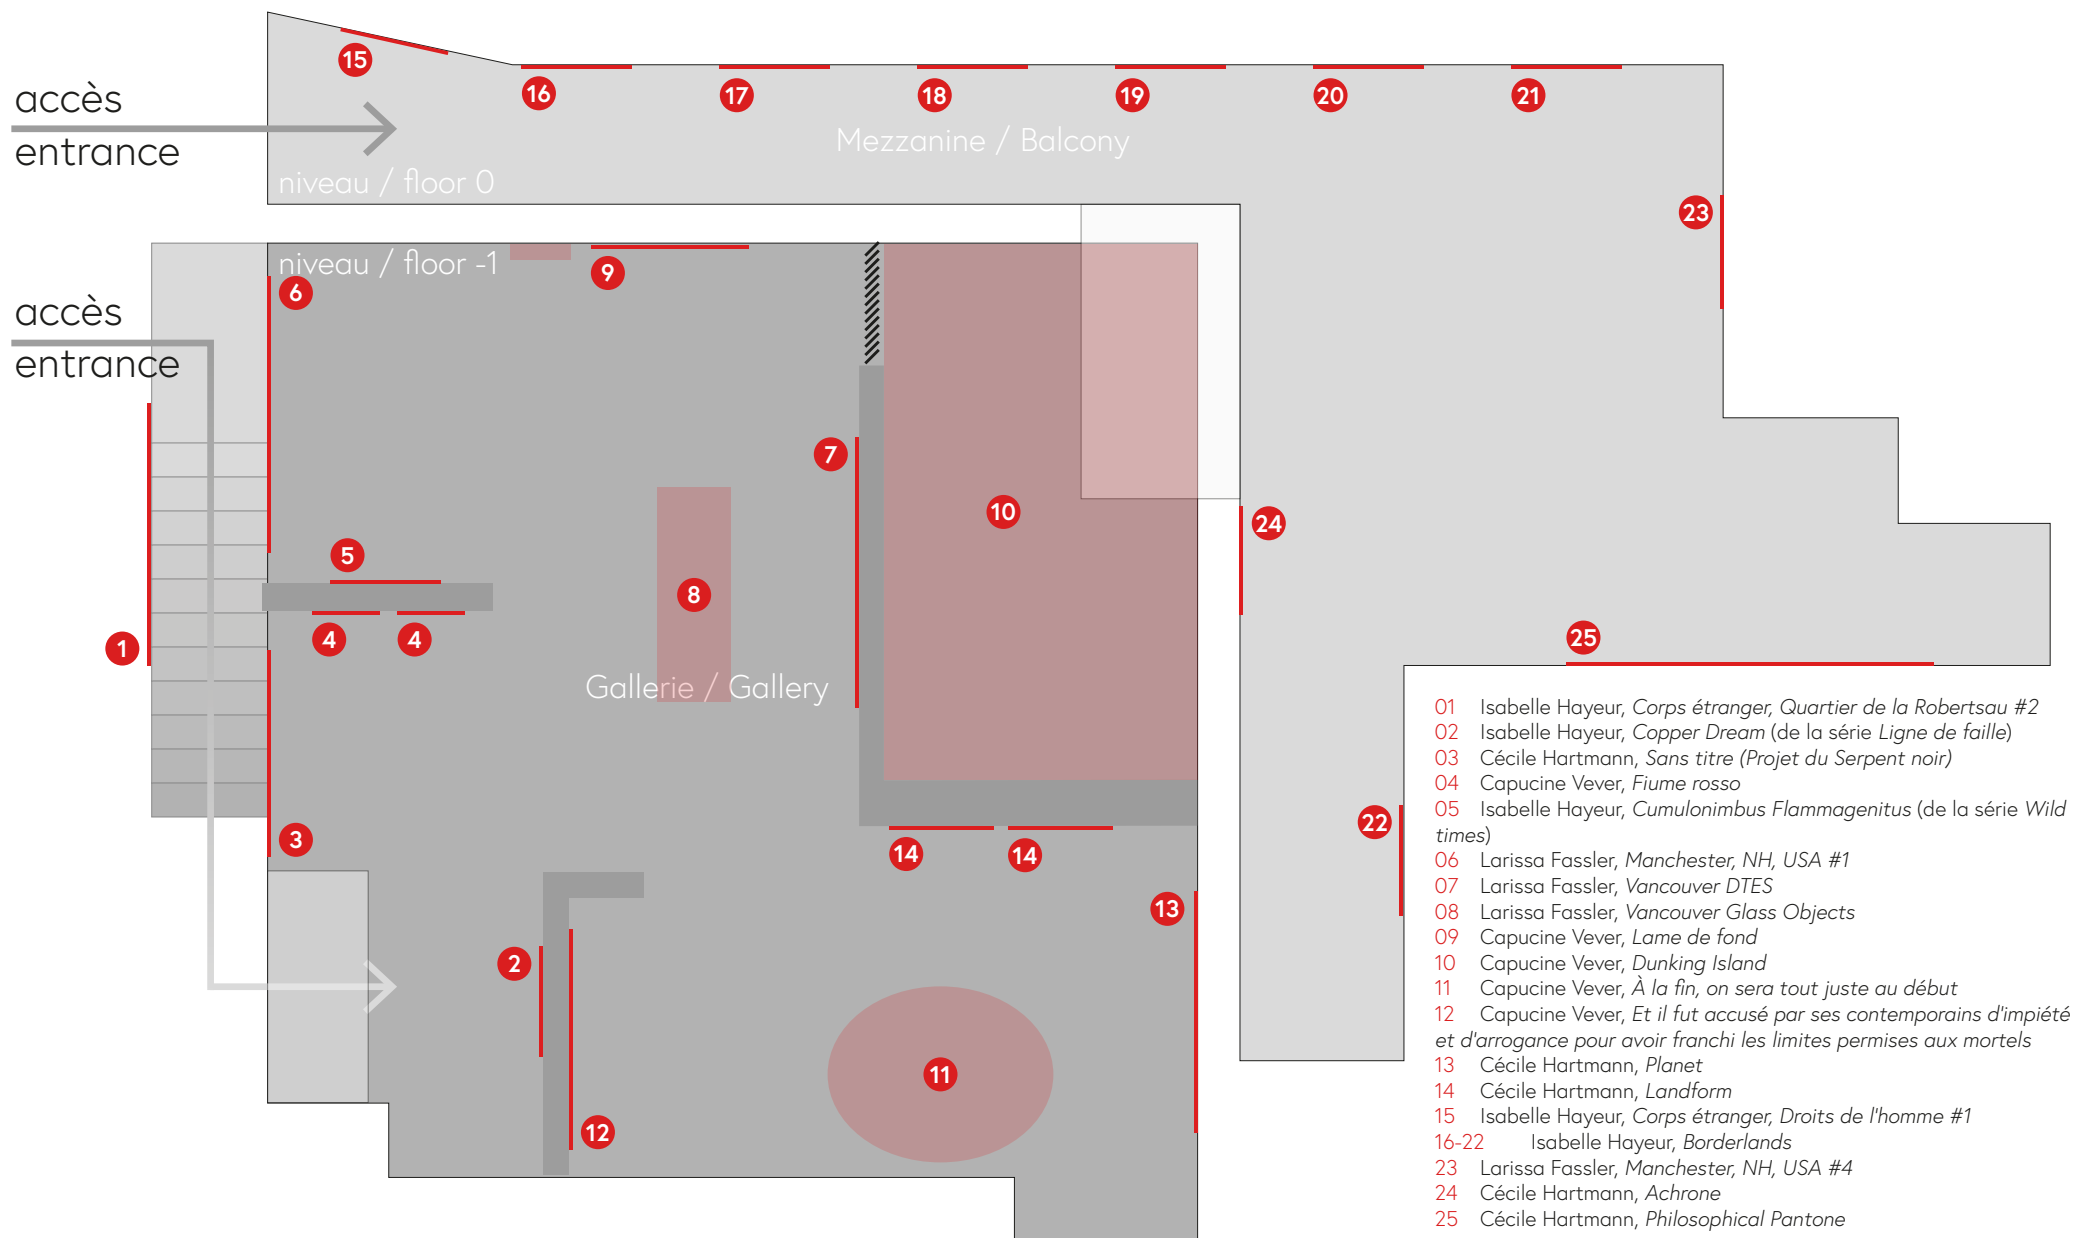 15
16
17
18
19
20
21
accès
entrance
Mezzanine / Balcony
niveau / floor 0
23
niveau / floor -1
9
6
accès
entrance
7
10
24
5
8
4
4
1
25
Gallerie / Gallery
22
3
14
14
13
2
11
12
01 Isabelle Hayeur, Corps étranger, Quartier de la Robertsau #2
02 Isabelle Hayeur, Copper Dream (de la série Ligne de faille)
03 Cécile Hartmann, Sans titre (Projet du Serpent noir)
04 Capucine Vever, Fiume rosso
05 Isabelle Hayeur, Cumulonimbus Flammagenitus (de la série Wild
times)
06 Larissa Fassler, Manchester, NH, USA #1
07 Larissa Fassler, Vancouver DTES
08 Larissa Fassler, Vancouver Glass Objects
09 Capucine Vever, Lame de fond
10 Capucine Vever, Dunking Island
11 Capucine Vever, À la fin, on sera tout juste au début
12 Capucine Vever, Et il fut accusé par ses contemporains d'impiété
et d'arrogance pour avoir franchi les limites permises aux mortels
13 Cécile Hartmann, Planet
14 Cécile Hartmann, Landform
15 Isabelle Hayeur, Corps étranger, Droits de l'homme #1
16-22 Isabelle Hayeur, Borderlands
23 Larissa Fassler, Manchester, NH, USA #4
24 Cécile Hartmann, Achrone
25 Cécile Hartmann, Philosophical Pantone